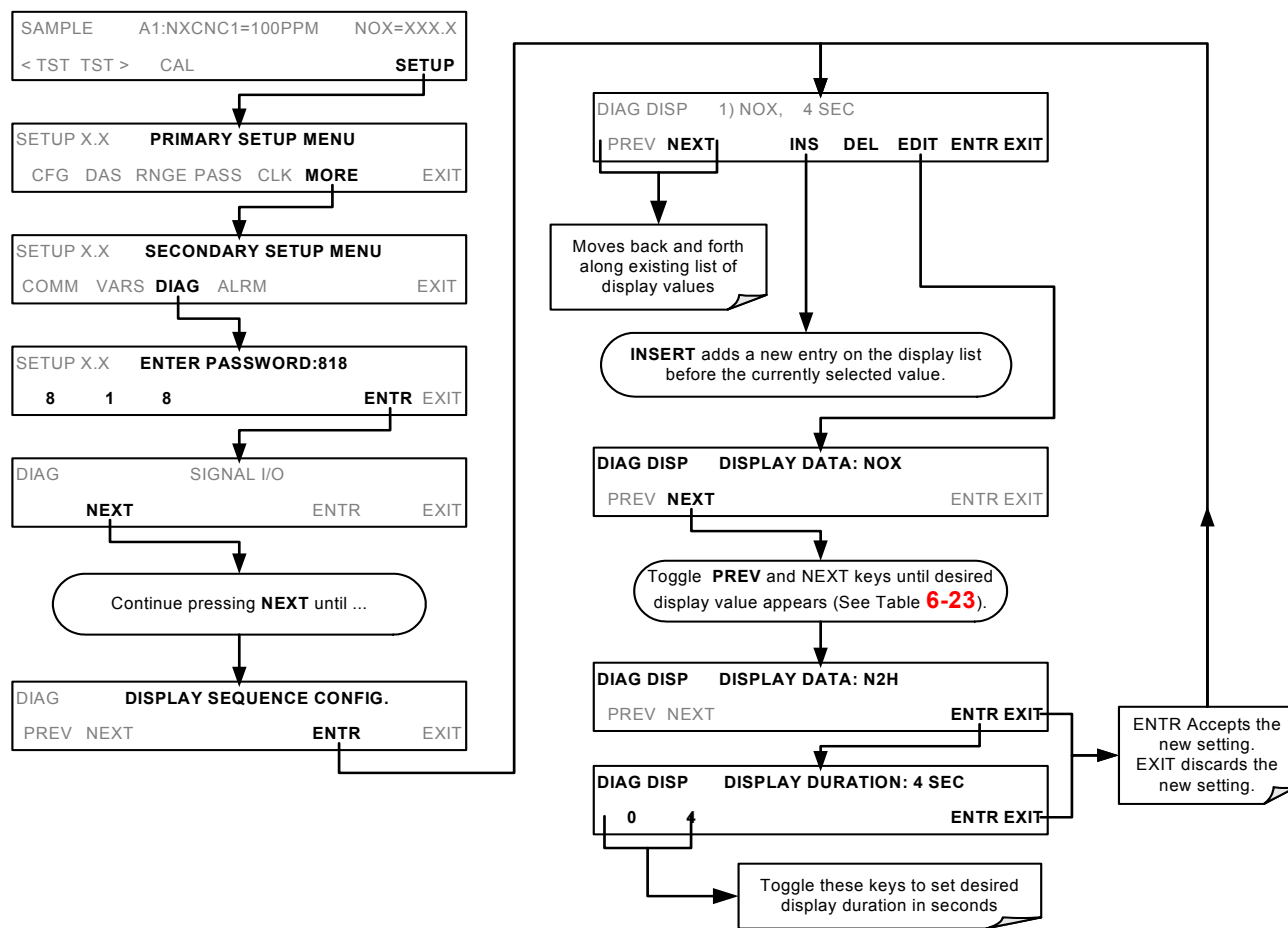 SAMPLE A1:NXCNC1=100PPM NOX=XXX.X
< TST TST > CAL SETUP
SETUP X.X PRIMARY SETUP MENU
CFG DAS RNGE PASS CLK MORE EXIT
SETUP X.X SECONDARY SETUP MENU
COMM VARS DIAG ALRM EXIT
SETUP X.X ENTER PASSWORD:818
8 1 8 ENTR EXIT
DIAG SIGNAL I/O
NEXT ENTR EXIT
Continue pressing NEXT until ...
DIAG DISPLAY SEQUENCE CONFIG.
PREV NEXT ENTR EXIT
DIAG DISP 1) NOX, 4 SEC
PREV NEXT INS DEL EDIT ENTR EXIT
Moves back and forth
along existing list of
display values
INSERT adds a new entry on the display list
before the currently selected value.
DIAG DISP DISPLAY DATA: NOX
PREV NEXT ENTR EXIT
Toggle PREV and NEXT keys until desired
display value appears (See Table 6-23).
DIAG DISP DISPLAY DATA: N2H
PREV NEXT ENTR EXIT
DIAG DISP DISPLAY DURATION: 4 SEC
0 4 ENTR EXIT
Toggle these keys to set desired
display duration in seconds
ENTR Accepts the
new setting.
EXIT discards the
new setting.